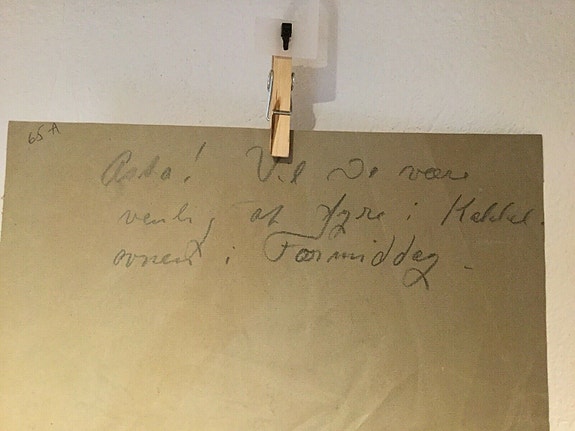 65 A
Asta! Vil De være
venlig at fyre i Kakkel-
ovnen i Formiddag.